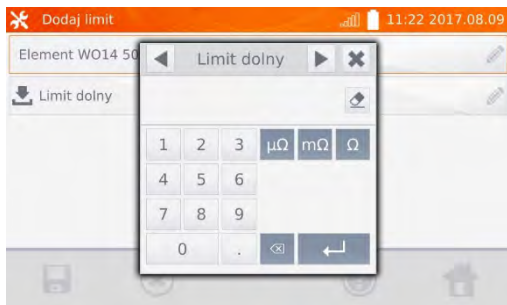 Dodaj limit 11:22 2017.08.09
Element WO14 50
Limit dolny
Limit dolny
1 2 3 μΩ mΩ Ω
4 5 6
7 8 9
0 .